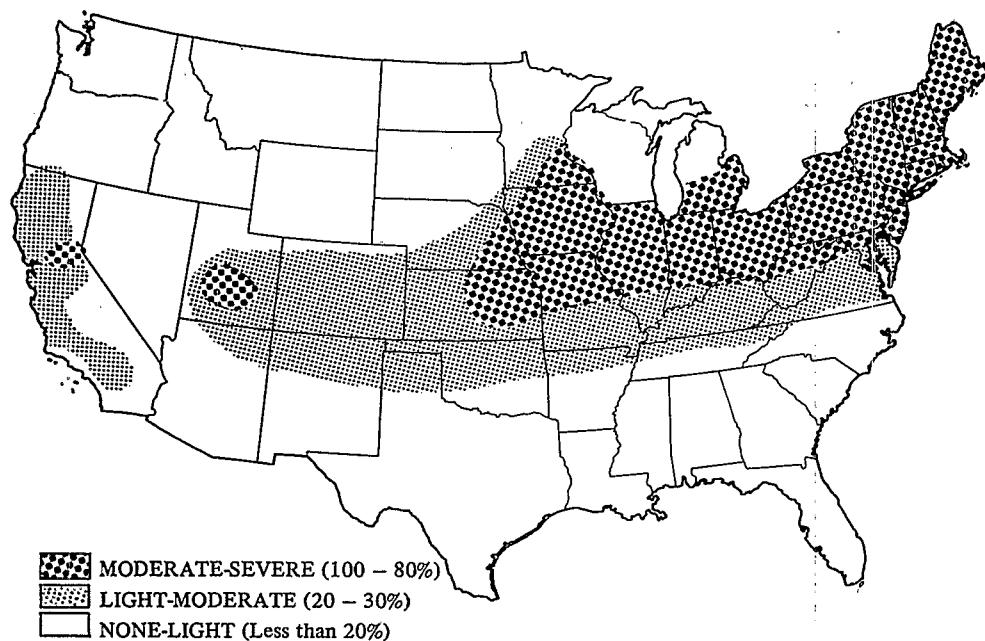 MODERATE-SEVERE (100 – 80%)
LIGHT-MODERATE (20 – 30%)
NONE-LIGHT (Less than 20%)